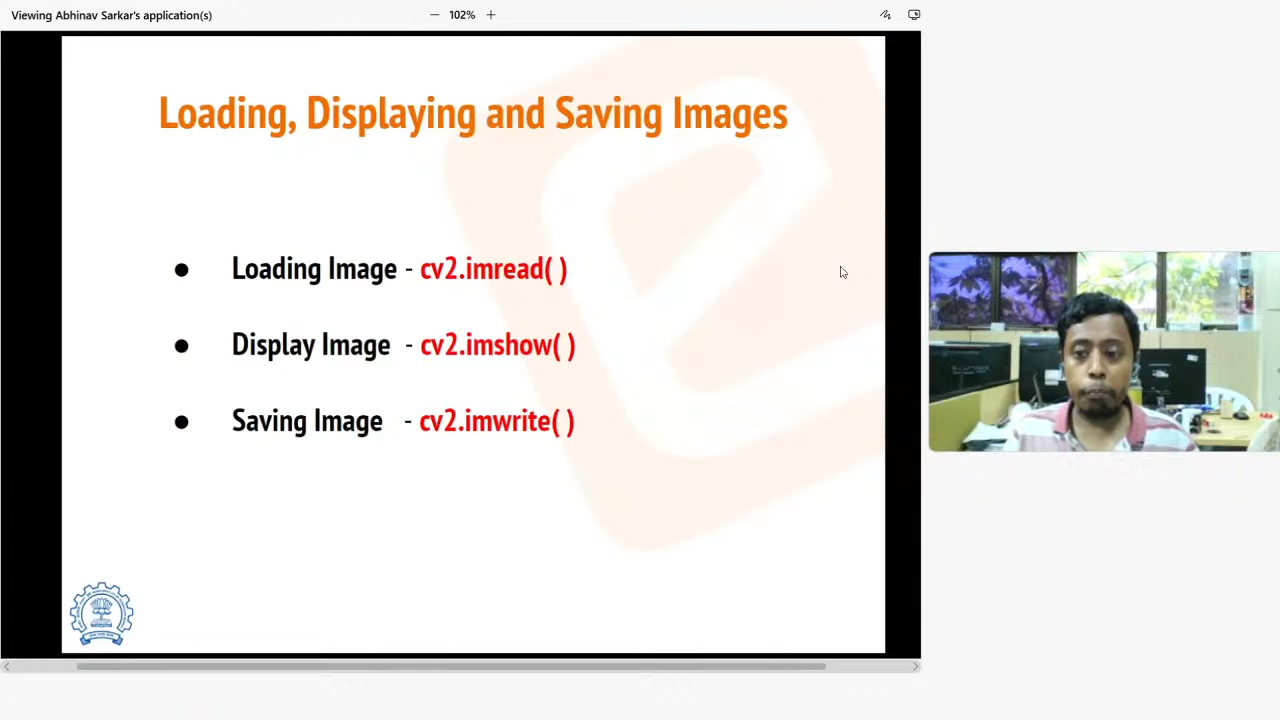 Viewing Abhinav Sarkar's application(s)
102%
Loading, Displaying and Saving Images
● Loading Image - cv2.imread( )
● Display Image - cv2.imshow( )
● Saving Image - cv2.imwrite( )